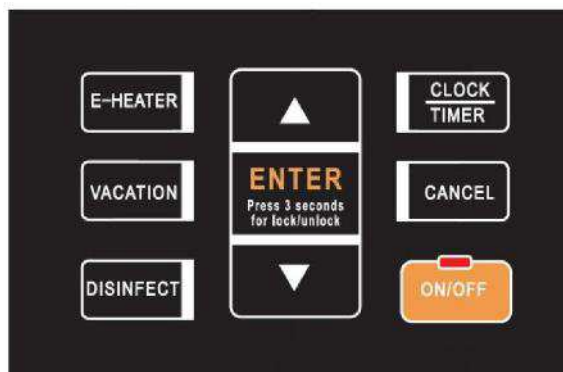 E-HEATER
VACATION
DISINFECT
▲
ENTER
Press 3 seconds
for lock/unlock
▼
CLOCK
TIMER
CANCEL
ON/OFF